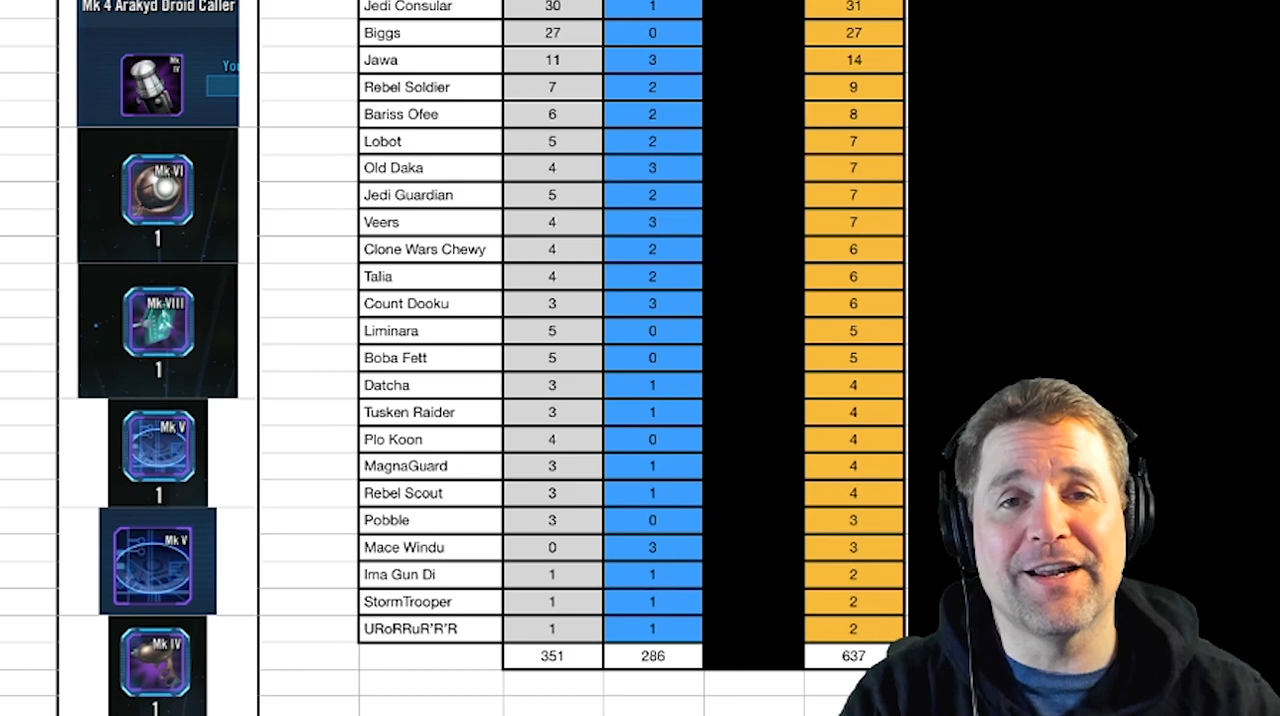 Mk 4 Arakyd Droid Caller
Mk IV
You
Mk VI
1
Mk VIII
1
Mk V
1
Mk V
Mk IV
1
Jedi Consular 30 1 31
Biggs 27 0 27
Jawa 11 3 14
Rebel Soldier 7 2 9
Bariss Ofee 6 2 8
Lobot 5 2 7
Old Daka 4 3 7
Jedi Guardian 5 2 7
Veers 4 3 7
Clone Wars Chewy 4 2 6
Talia 4 2 6
Count Dooku 3 3 6
Liminara 5 0 5
Boba Fett 5 0 5
Datcha 3 1 4
Tusken Raider 3 1 4
Plo Koon 4 0 4
MagnaGuard 3 1 4
Rebel Scout 3 1 4
Pobble 3 0 3
Mace Windu 0 3 3
Ima Gun Di 1 1 2
StormTrooper 1 1 2
URoRRuR'R'R 1 1 2
351 286 637